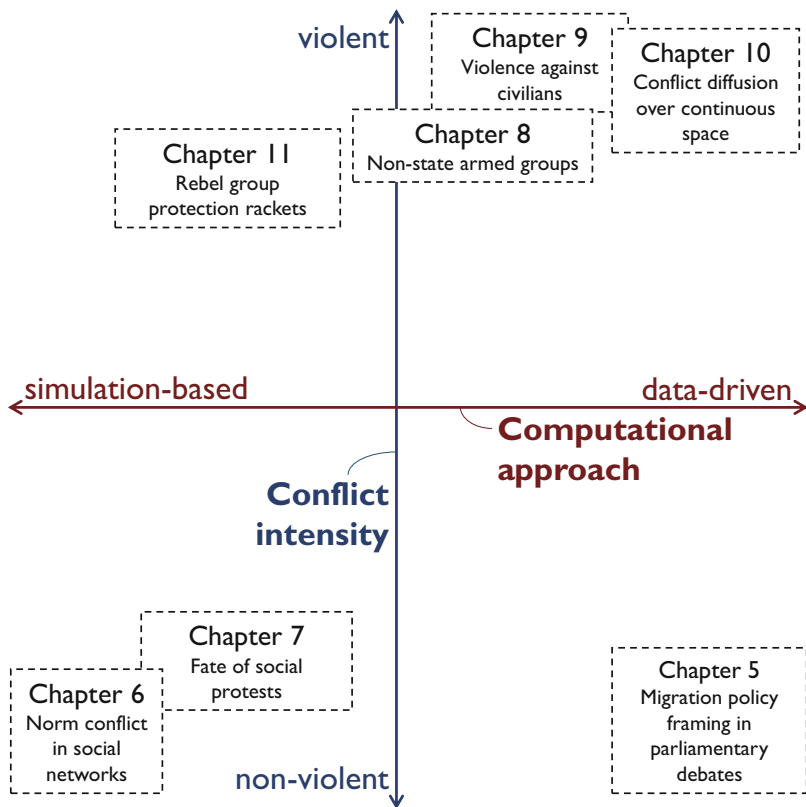 violent
Chapter 9
Violence against
civilians
Chapter 10
Conflict diffusion
over continuous
space
Chapter 8
Non-state armed groups
Chapter 11
Rebel group
protection rackets
simulation-based
data-driven
Computational
approach
Conflict
intensity
Chapter 7
Fate of social
protests
Chapter 6
Norm conflict
in social
networks
Chapter 5
Migration policy
framing in
parliamentary
debates
non-violent